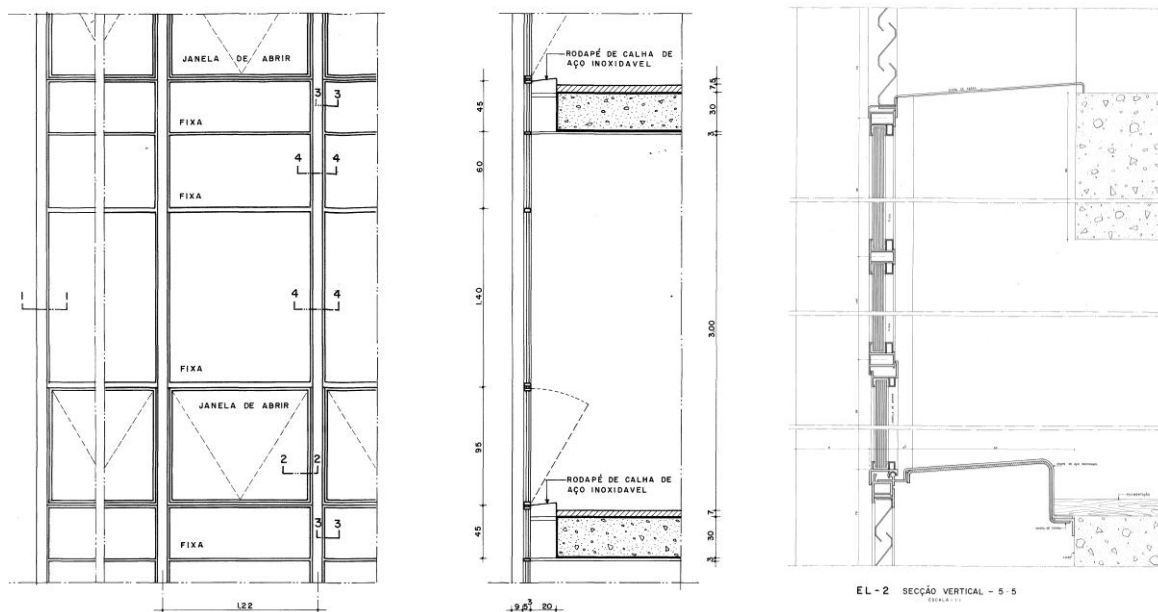 JANELA DE ABRIR
3 3
FIXA
4 4
FIXA
1 1
4 4
FIXA
JANELA DE ABRIR
2 2
3 3
FIXA
1.22
RODAPÉ DE CALHA DE
AÇO INOXIDAVEL
45
60
1.40
95
45
7.5
30
3
3.00
RODAPÉ DE CALHA DE
AÇO INOXIDAVEL
7
30
3
9.5 3 20
EL-2 SECÇÃO VERTICAL - 5-5